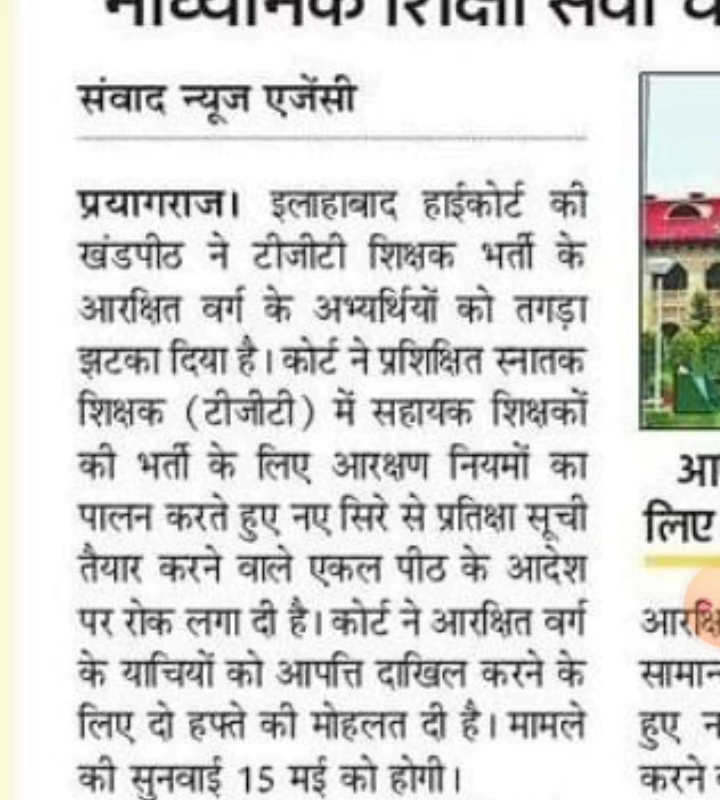 माध्यमिक शिक्षा सेवा
संवाद न्यूज एजेंसी
प्रयागराज। इलाहाबाद हाईकोर्ट की
खंडपीठ ने टीजीटी शिक्षक भर्ती के
आरक्षित वर्ग के अभ्यर्थियों को तगड़ा
झटका दिया है। कोर्ट ने प्रशिक्षित स्नातक
शिक्षक (टीजीटी) में सहायक शिक्षकों
की भर्ती के लिए आरक्षण नियमों का
पालन करते हुए नए सिरे से प्रतिक्षा सूची
तैयार करने वाले एकल पीठ के आदेश
पर रोक लगा दी है। कोर्ट ने आरक्षित वर्ग
के याचियों को आपत्ति दाखिल करने के
लिए दो हफ्ते की मोहलत दी है। मामले
की सुनवाई 15 मई को होगी।
लिए
हुए
करने